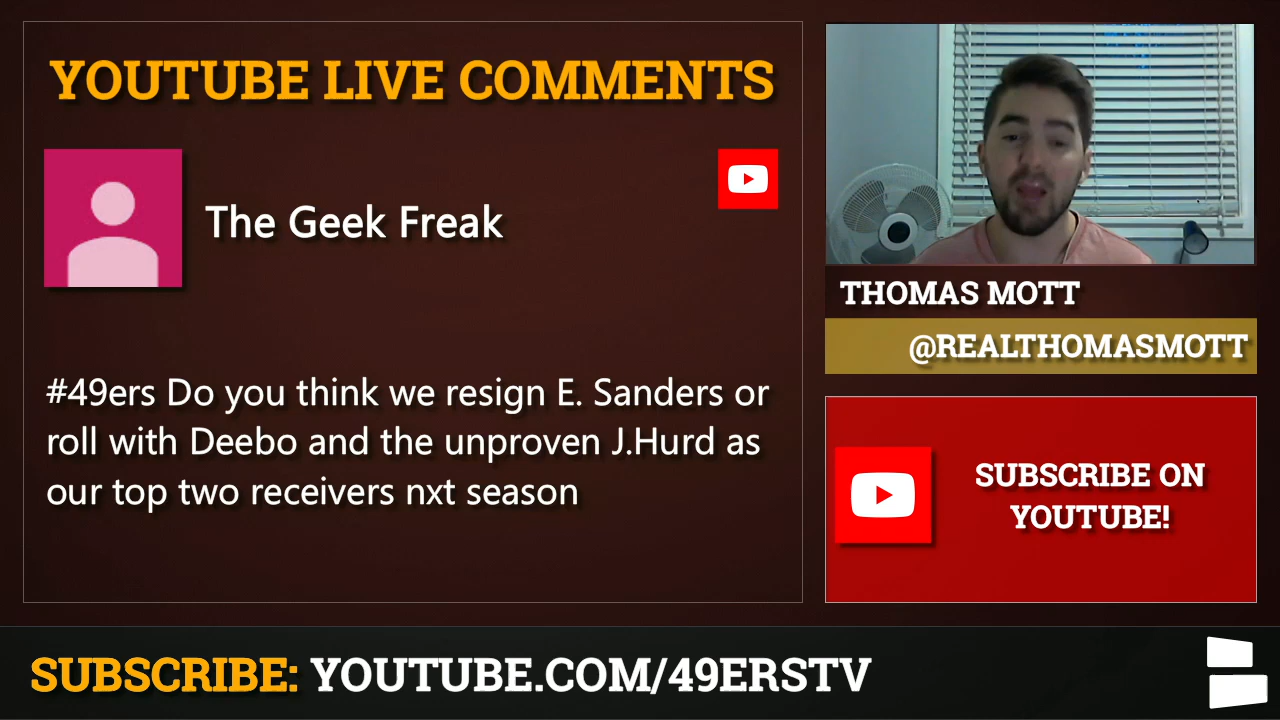 YOUTUBE LIVE COMMENTS
The Geek Freak
#49ers Do you think we resign E. Sanders or
roll with Deebo and the unproven J.Hurd as
our top two receivers nxt season
THOMAS MOTT
@REALTHOMASMOTT
SUBSCRIBE ON
YOUTUBE!
SUBSCRIBE: YOUTUBE.COM/49ERSTV